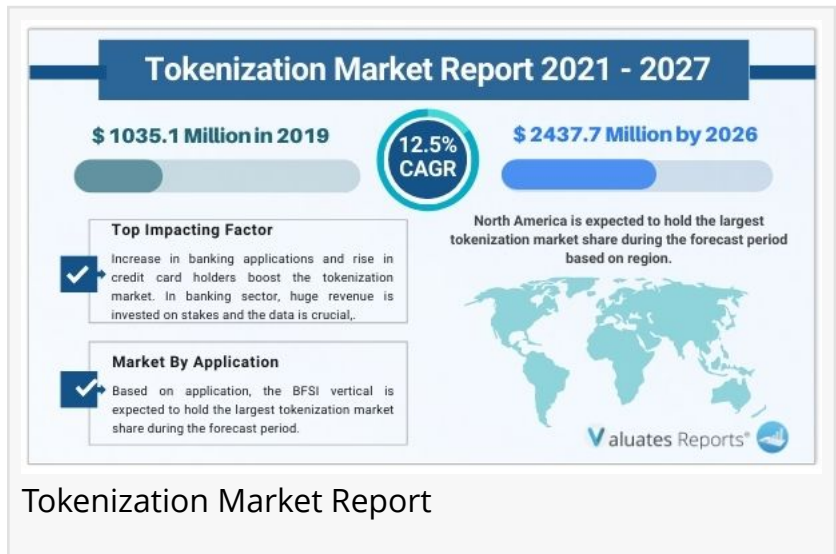 Tokenization Market Report 2021 - 2027
$ 1035.1 Million in 2019
12.5%
CAGR
$ 2437.7 Million by 2026
Top Impacting Factor
Increase in banking applications and rise in
credit card holders boost the tokenization
market. In banking sector, huge revenue is
invested on stakes and the data is crucial,.
North America is expected to hold the largest
tokenization market share during the forecast period
based on region.
Market By Application
Based on application, the BFSI vertical is
expected to hold the largest tokenization market
share during the forecast period.
Valuates Reports®
Tokenization Market Report